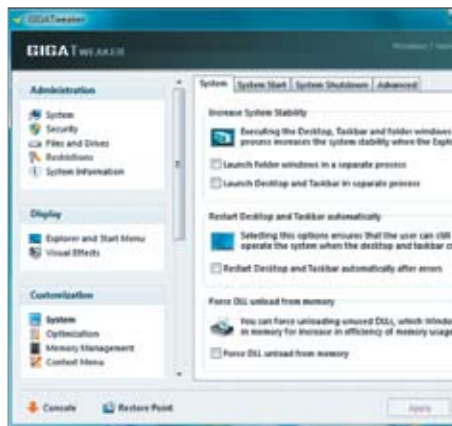 GIGATweaker
GIGATWEAKER
Windows 7
Administration
System
Security
Files and Drives
Restrictions
System Information
Display
Explorer and Start Menu
Visual Effects
Customization
System
Optimization
Memory Management
Context Menu
Console
Restore Point
System
System Start
System Shutdown
Advanced
Increase System Stability
Executing the Desktop, Taskbar and folder windows
process increases the system stability when the Expl
Launch folder windows in a separate process
Launch Desktop and Taskbar in separate process
Restart Desktop and Taskbar automatically
Selecting this options ensures that the user can still
operate the system when the desktop and taskbar c
Restart Desktop and Taskbar automatically after errors
Force DLL unload from memory
You can force unloading unused DLLs, which Windo
in memory for increase in efficiency of memory usage
Force DLL unload from memory
Apply